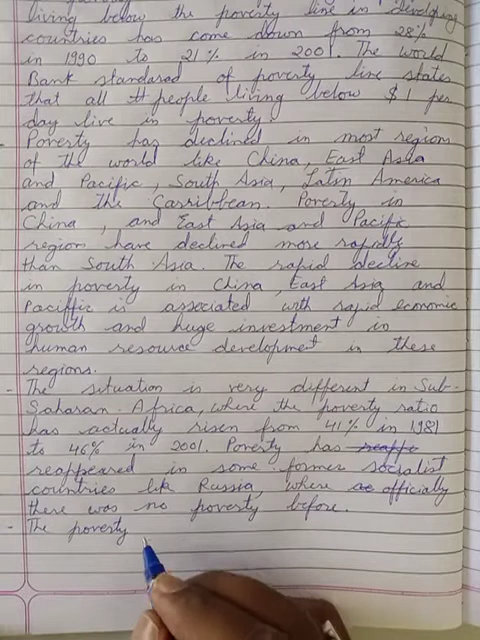 living below the poverty line in developing
countries has come down from 28%
in 1990 to 21% in 2001. The world
Bank standarad of poverty line states
that all people living below $1 per
day live in poverty.
- Poverty has declined in most region
of the world like China, East Asia
and Pacific, South Asia, Latin America
and the Carribbean. Poverty in
China, and East Asia and Pacific
region have declined more rapidly
than South Asia. The rapid decline
in poverty in China, East Asia and
Paciffic is associated with rapid economic
growth and huge investment in
human resource development in these
regions.
- The situation is very different in Sub-
Saharan Africa, where the poverty ratio
has actually risen from 41% in 1981
to 46% in 2001. Poverty has
reappeared in some former socialist
countries like Russia, where officially
there was no poverty before.
- The poverty